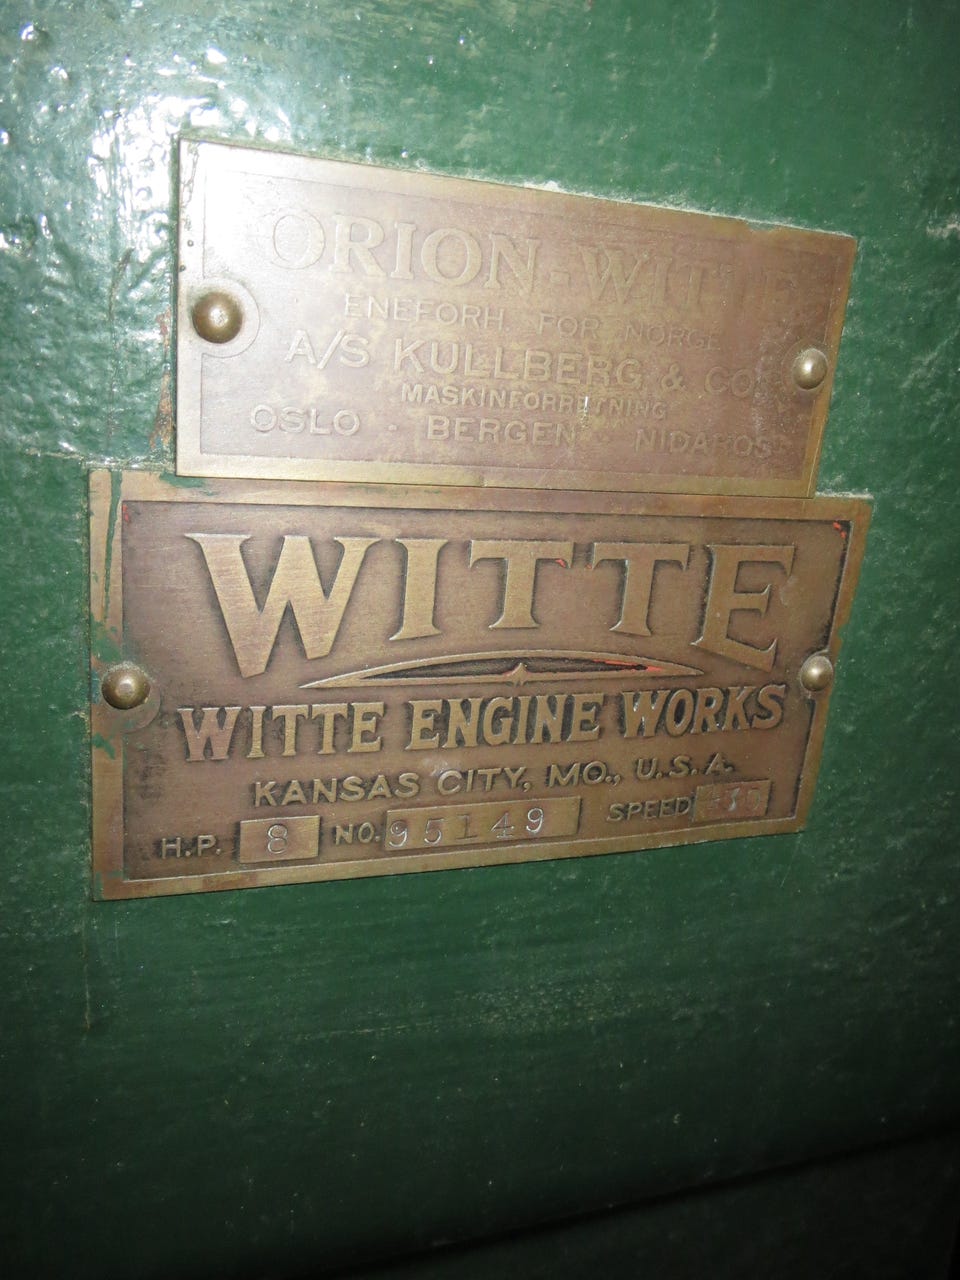 ORION-WITTE
ENEFORH. FOR NORGE
A/S KULLBERG & CO
MASKINFORRETNING
OSLO - BERGEN - NIDAROS
WITTE
WITTE ENGINE WORKS
KANSAS CITY, MO., U.S.A.
H.P. 8 NO. 95149 SPEED